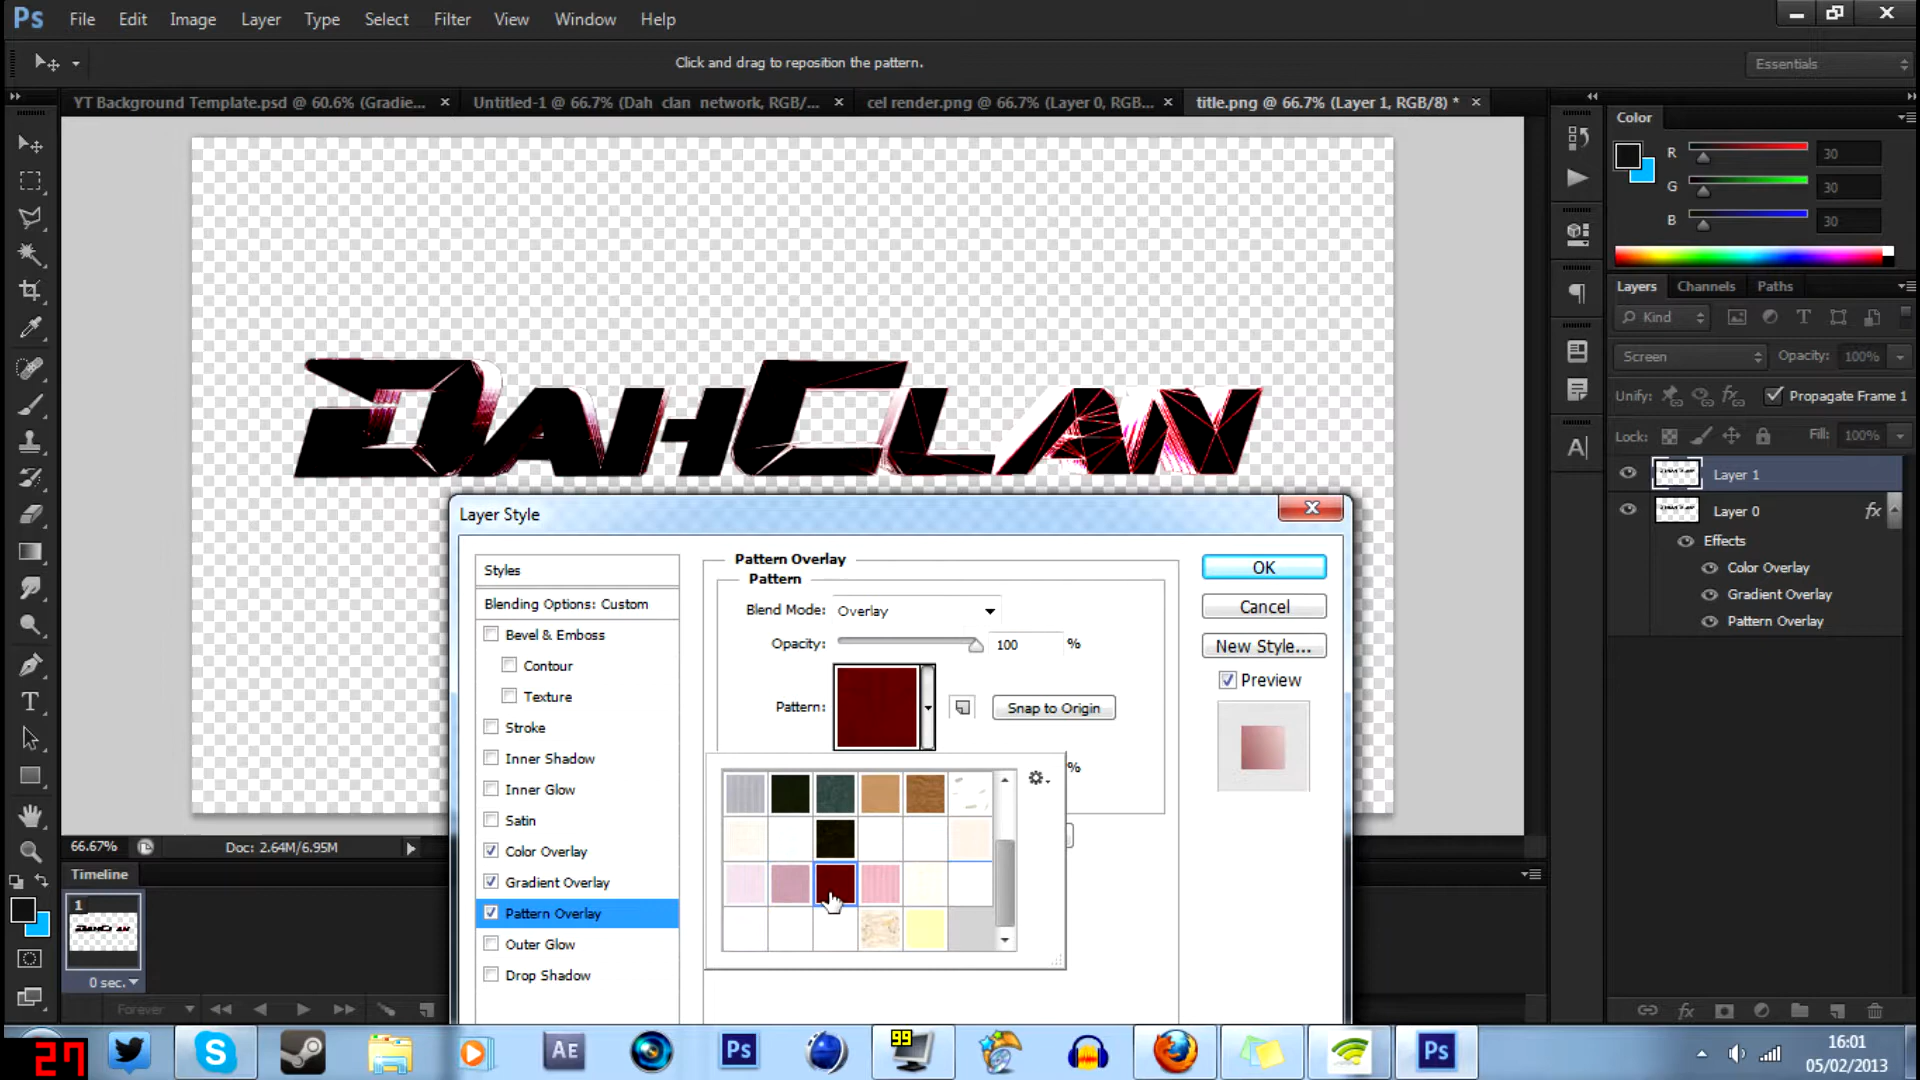 Ps File Edit Image Layer Type Select Filter View Window Help
Click and drag to reposition the pattern.
Essentials
YT Background Template.psd @ 60.6% (Gradie... × Untitled-1 @ 66.7% (Dah clan network, RGB/... × cel render.png @ 66.7% (Layer 0, RGB... × title.png @ 66.7% (Layer 1, RGB/8) * ×
Color
R 30
G 30
B 30
Layers Channels Paths
Kind
Screen Opacity: 100%
Unify: Propagate Frame 1
Lock: Fill: 100%
Layer 1
Layer 0 fx
Effects
Color Overlay
Gradient Overlay
Pattern Overlay
DAHCLAN
Layer Style
Styles
Blending Options: Custom
Bevel & Emboss
Contour
Texture
Stroke
Inner Shadow
Inner Glow
Satin
Color Overlay
Gradient Overlay
Pattern Overlay
Outer Glow
Drop Shadow
Pattern Overlay
Pattern
Blend Mode: Overlay
Opacity: 100 %
Pattern: Snap to Origin
%
OK
Cancel
New Style...
Preview
66.67% Doc: 2.64M/6.95M
Timeline
1
DAHCLAN
0 sec.
Forever
27
AE
Ps
99
Ps
16:01
05/02/2013